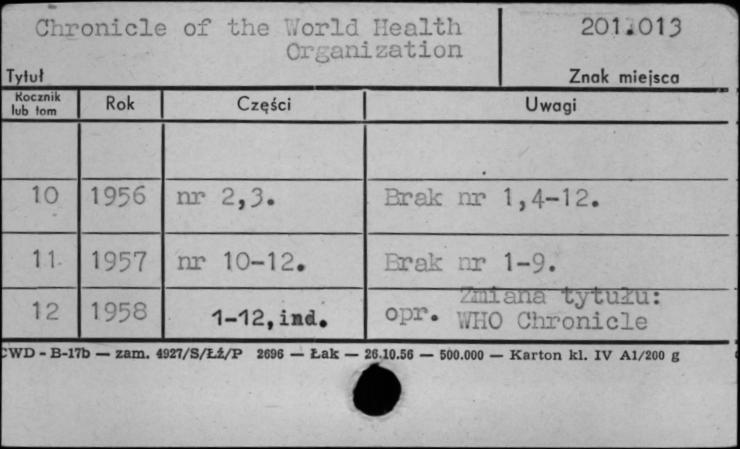 Chronicle of the World Health 201.013
Organization
Tytuł Znak miejsca
Rocznik lub tom Rok Części Uwagi
10 1956 nr 2,3. Brak nr 1,4-12.
11. 1957 nr 10-12. Brak nr 1-9.
12 1958 1-12, ind. opr. Zmiana tytułu:
WHO Chronicle
CWD - B-17b — zam. 4927/S/Łź/P 2696 — Łak — 26.10.56 — 500.000 — Karton kl. IV A1/200 g